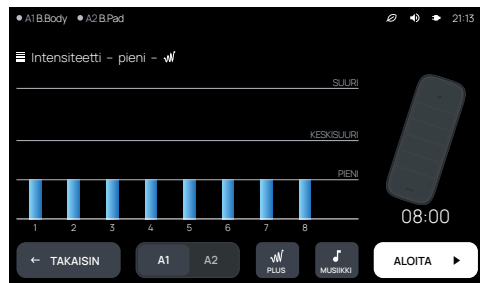 A1 B.Body A2 B.Pad 21:13
Intensiteetti – pieni –
SUURI
KESKISUURI
PIENI
1 2 3 4 5 6 7 8
08:00
← TAKAISIN A1 A2 PLUS MUSIIKKI ALOITA